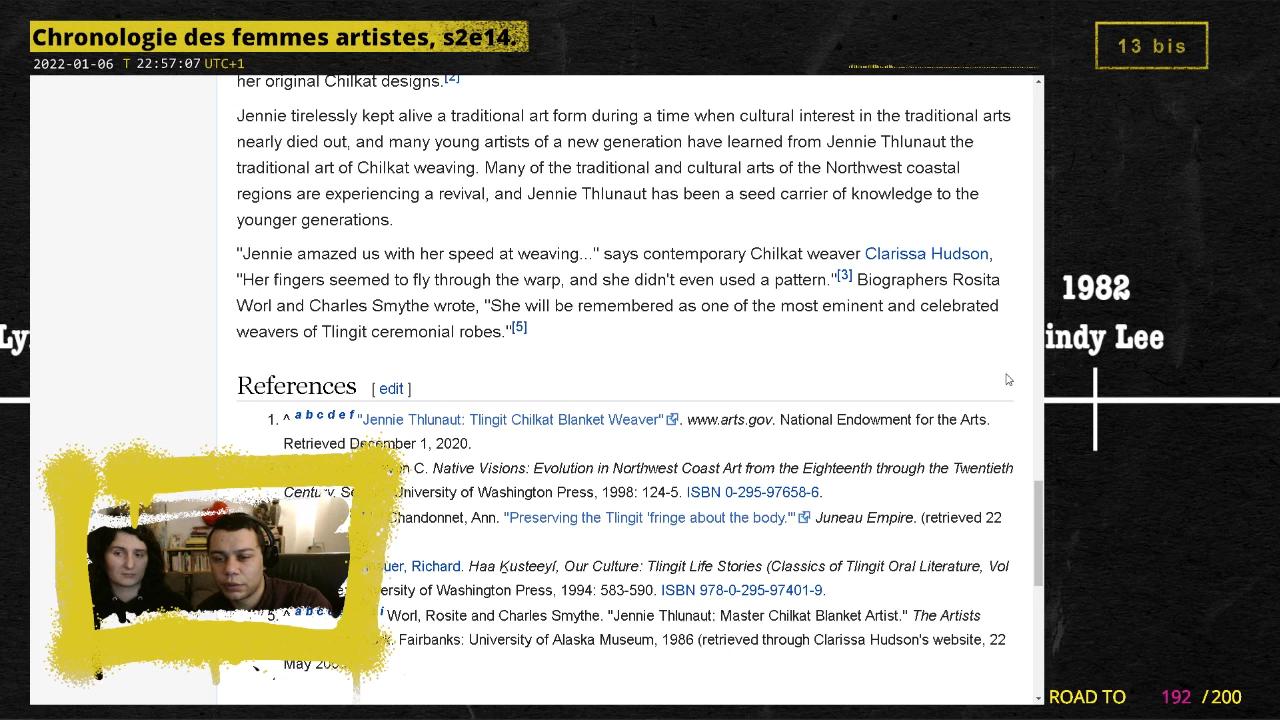 Chronologie des femmes artistes, s2e14.
2022-01-06 T 22:57:07 UTC+1
13 bis
her original Chilkat designs.[2]
Jennie tirelessly kept alive a traditional art form during a time when cultural interest in the traditional arts
nearly died out, and many young artists of a new generation have learned from Jennie Thlunaut the
traditional art of Chilkat weaving. Many of the traditional and cultural arts of the Northwest coastal
regions are experiencing a revival, and Jennie Thlunaut has been a seed carrier of knowledge to the
younger generations.
"Jennie amazed us with her speed at weaving..." says contemporary Chilkat weaver Clarissa Hudson,
"Her fingers seemed to fly through the warp, and she didn't even used a pattern."[3] Biographers Rosita
Worl and Charles Smythe wrote, "She will be remembered as one of the most eminent and celebrated
weavers of Tlingit ceremonial robes."[5]
1982
Ly
indy Lee
References [ edit ]
1. ^ a b c d e f "Jennie Thlunaut: Tlingit Chilkat Blanket Weaver". www.arts.gov. National Endowment for the Arts.
Retrieved December 1, 2020.
n C. Native Visions: Evolution in Northwest Coast Art from the Eighteenth through the Twentieth
Century. University of Washington Press, 1998: 124-5. ISBN 0-295-97658-6.
Chandonnet, Ann. "Preserving the Tlingit 'fringe about the body.'" Juneau Empire. (retrieved 22
uer, Richard. Haa Ḵusteeyí, Our Culture: Tlingit Life Stories (Classics of Tlingit Oral Literature, Vol
versity of Washington Press, 1994: 583-590. ISBN 978-0-295-97401-9.
5. ^ a b c i Worl, Rosite and Charles Smythe. "Jennie Thlunaut: Master Chilkat Blanket Artist." The Artists
Fairbanks: University of Alaska Museum, 1986 (retrieved through Clarissa Hudson's website, 22
May
ROAD TO 192 / 200